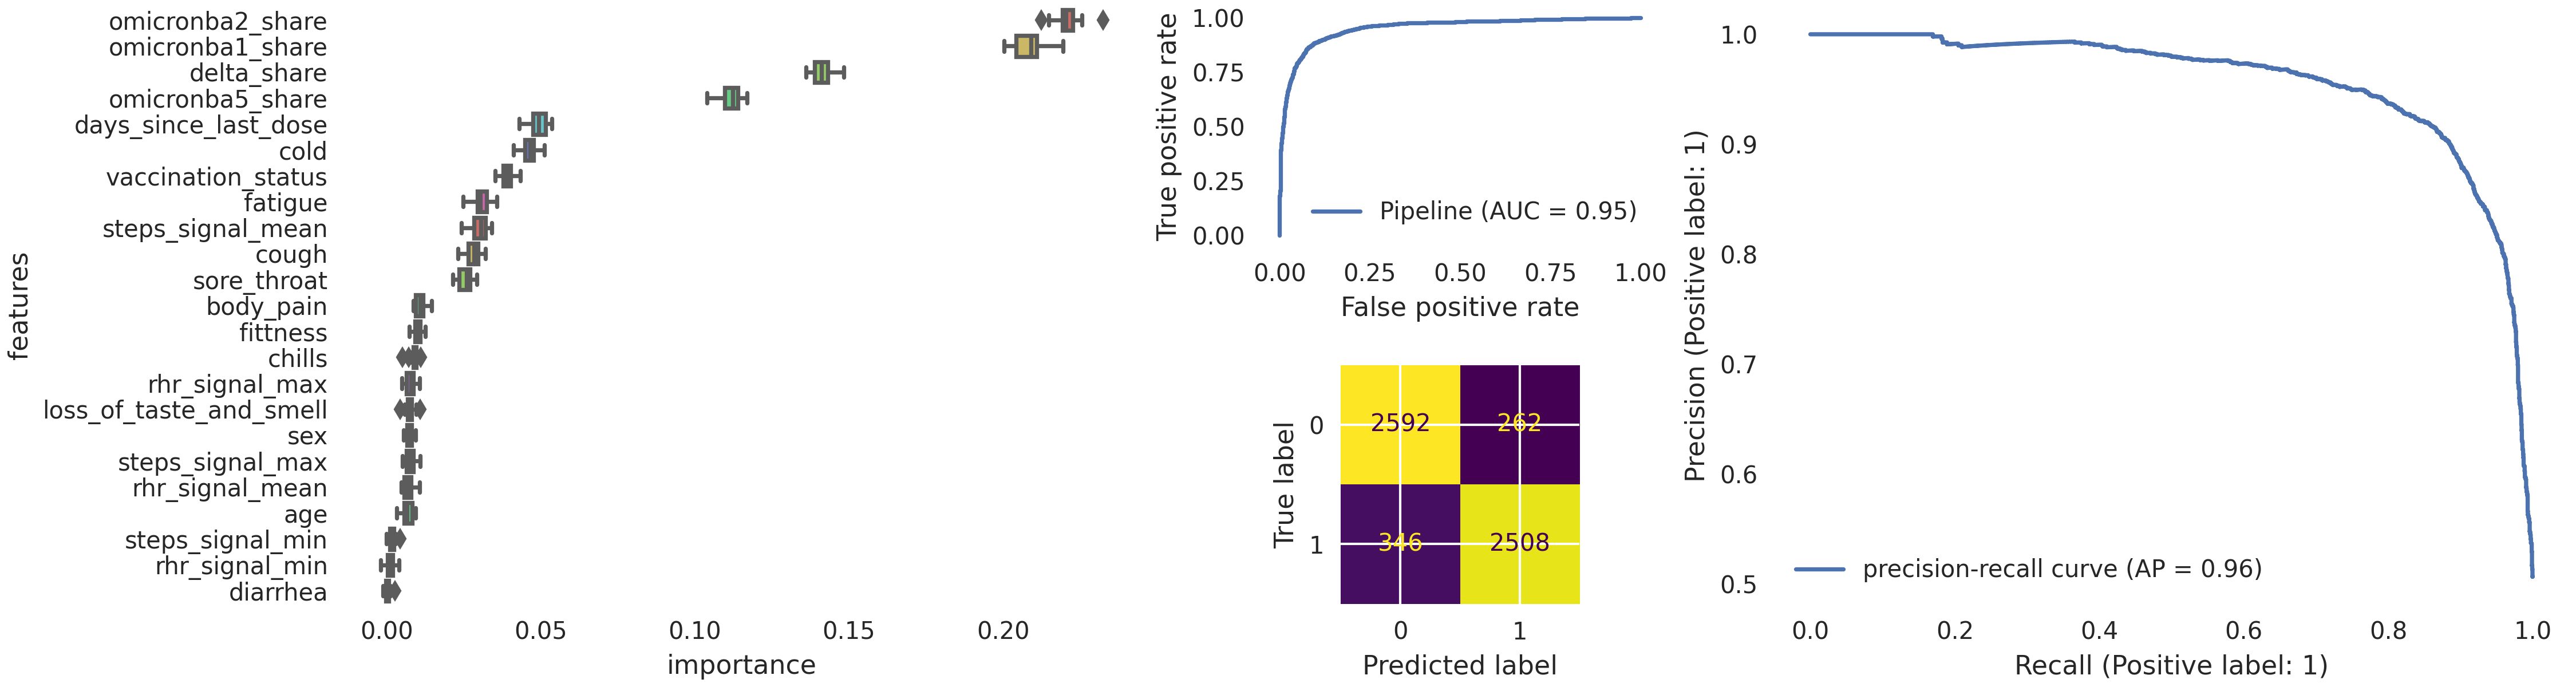 features
omicronba2_share
omicronba1_share
delta_share
omicronba5_share
days_since_last_dose
cold
vaccination_status
fatigue
steps_signal_mean
cough
sore_throat
body_pain
fittness
chills
rhr_signal_max
loss_of_taste_and_smell
sex
steps_signal_max
rhr_signal_mean
age
steps_signal_min
rhr_signal_min
diarrhea
0.00 0.05 0.10 0.15 0.20
importance
True positive rate
1.00
0.75
0.50
0.25
0.00
Pipeline (AUC = 0.95)
0.00 0.25 0.50 0.75 1.00
False positive rate
True label
0
1
2592 262
346 2508
0 1
Predicted label
Precision (Positive label: 1)
1.0
0.9
0.8
0.7
0.6
0.5
precision-recall curve (AP = 0.96)
0.0 0.2 0.4 0.6 0.8 1.0
Recall (Positive label: 1)